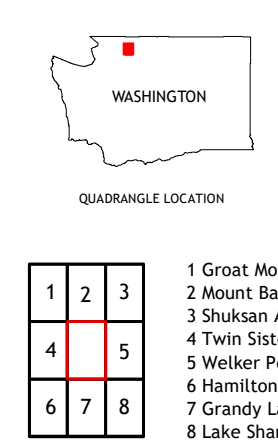 WASHINGTON
QUADRANGLE LOCATION
1 2 3
4 5
6 7 8
1 Groat Mo
2 Mount Ba
3 Shuksan A
4 Twin Siste
5 Welker Pe
6 Hamilton
7 Grandy La
8 Lake Shan